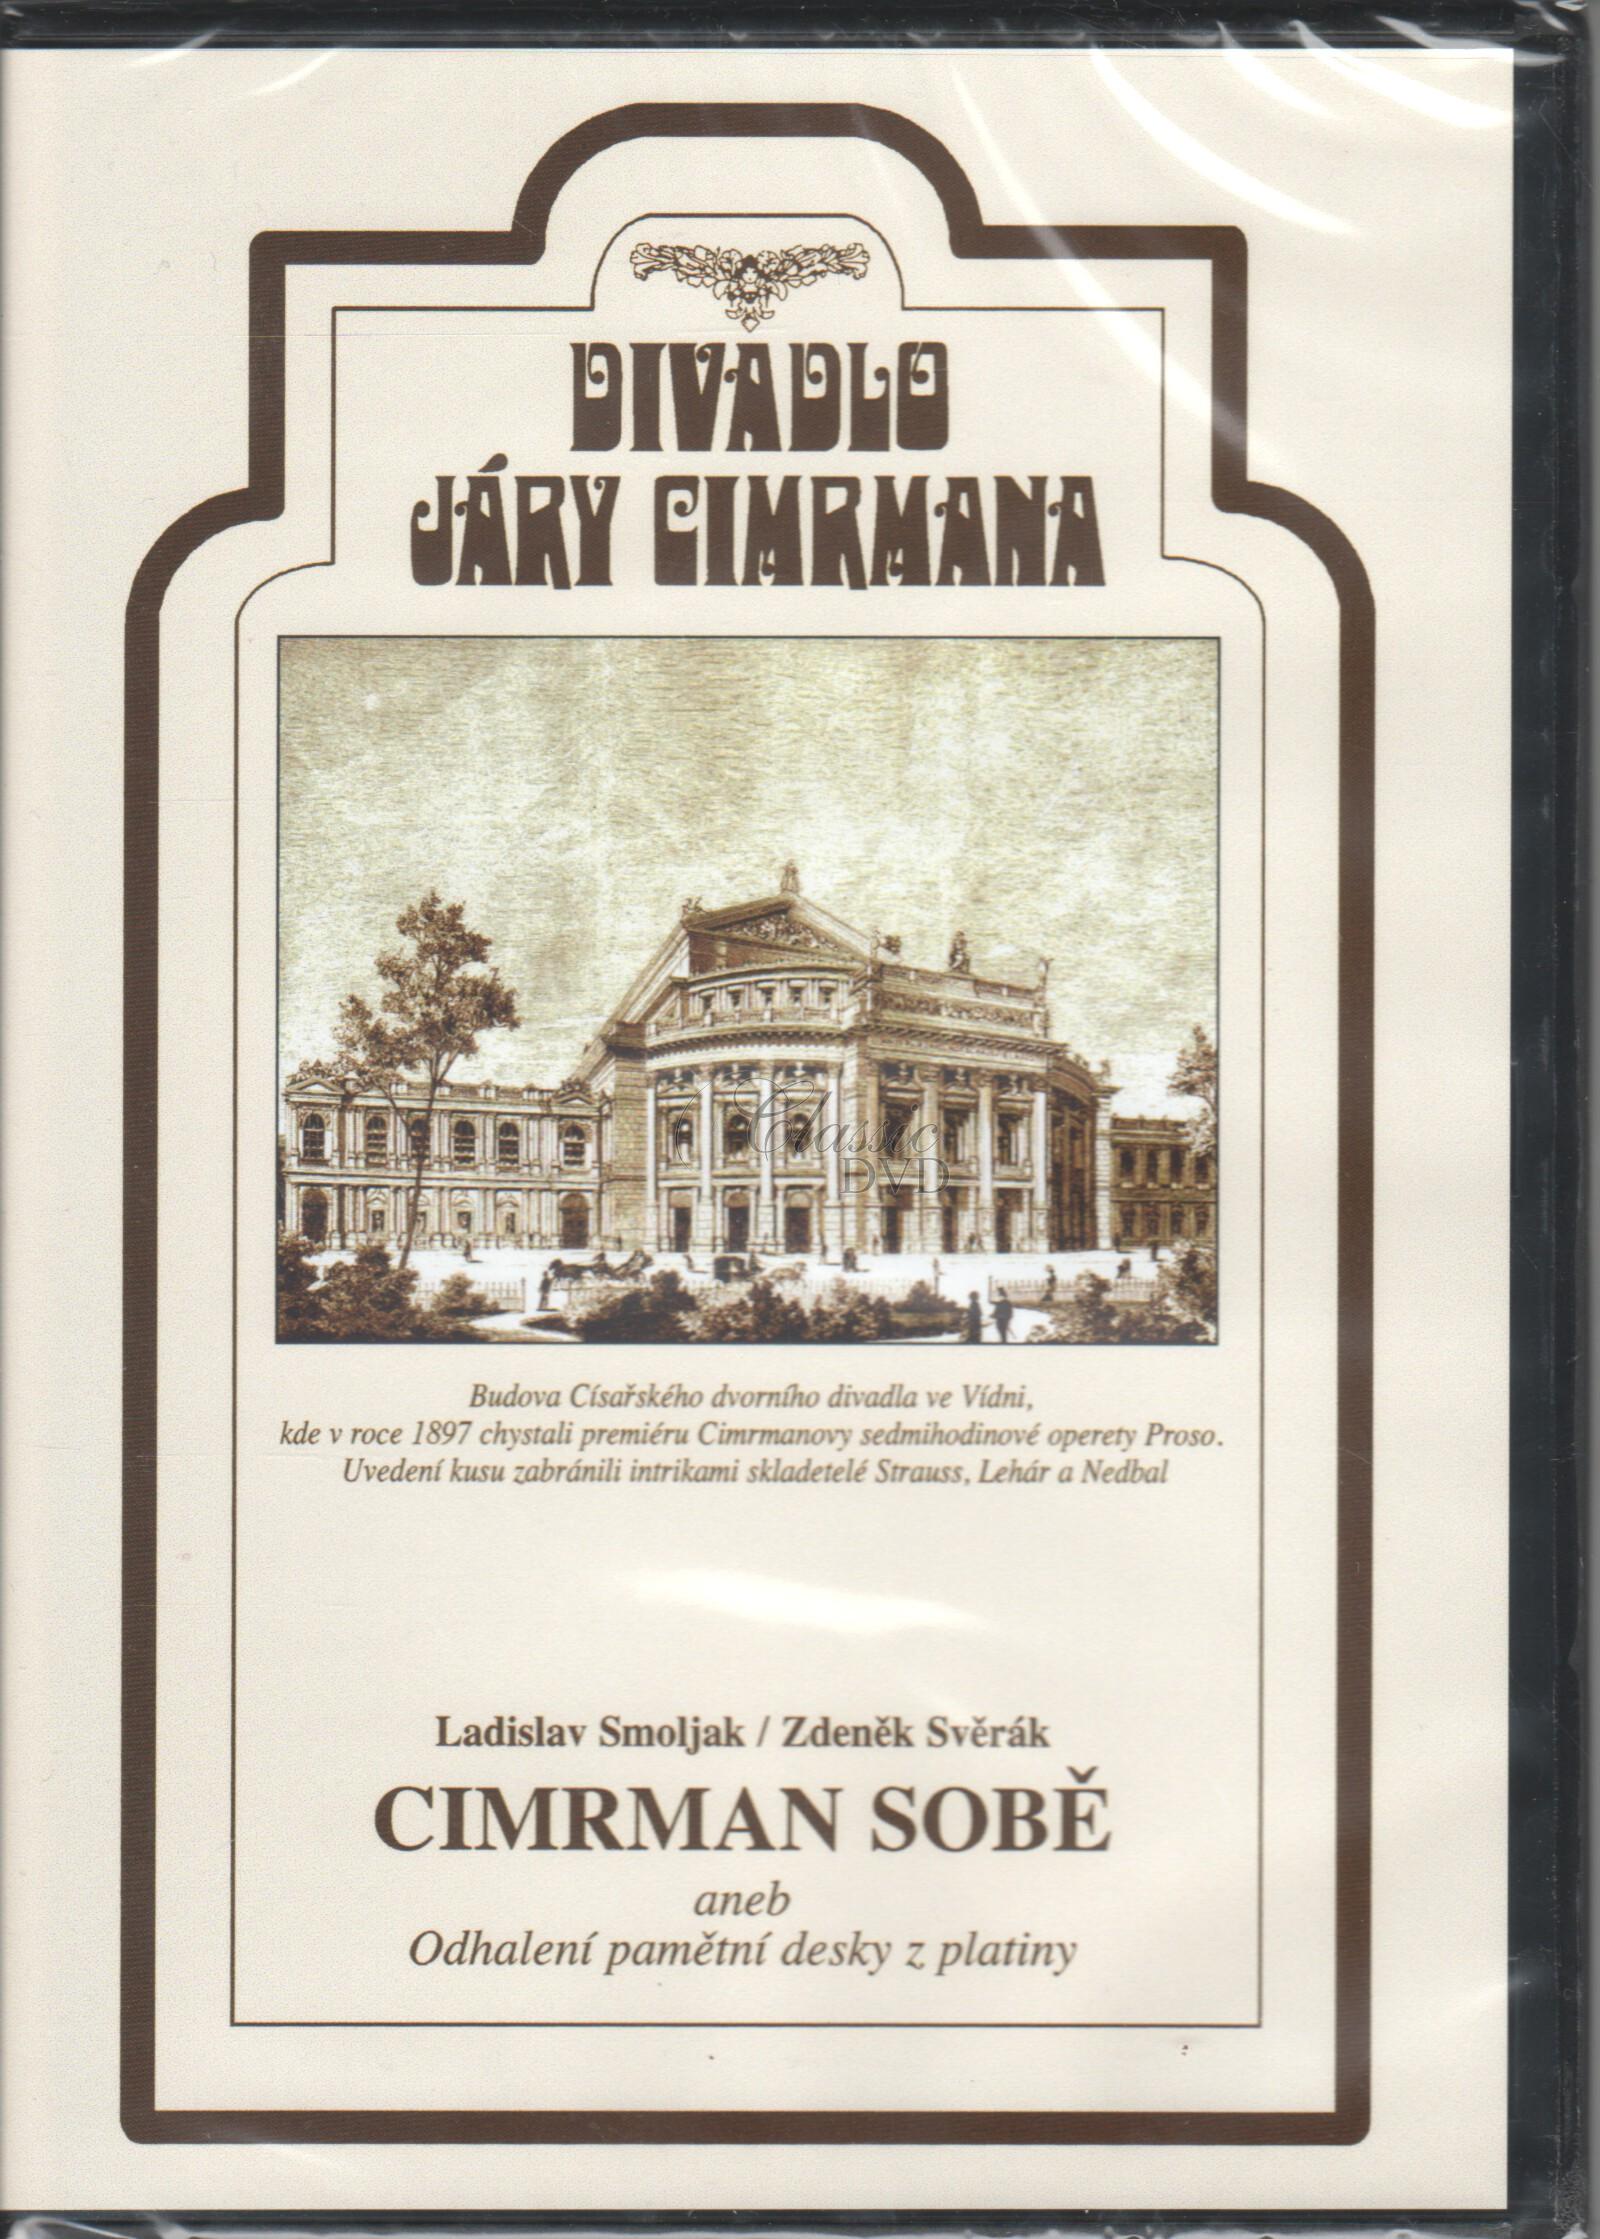 DIVADLO
JÁRY CIMRMANA
Classic
DVD
Budova Císařského dvorního divadla ve Vídni,
kde v roce 1897 chystali premiéru Cimrmanovy sedmihodinové operety Proso.
Uvedení kusu zabránili intrikami skladetelé Strauss, Lehár a Nedbal
Ladislav Smoljak / Zdeněk Svěrák
CIMRMAN SOBĚ
aneb
Odhalení pamětní desky z platiny